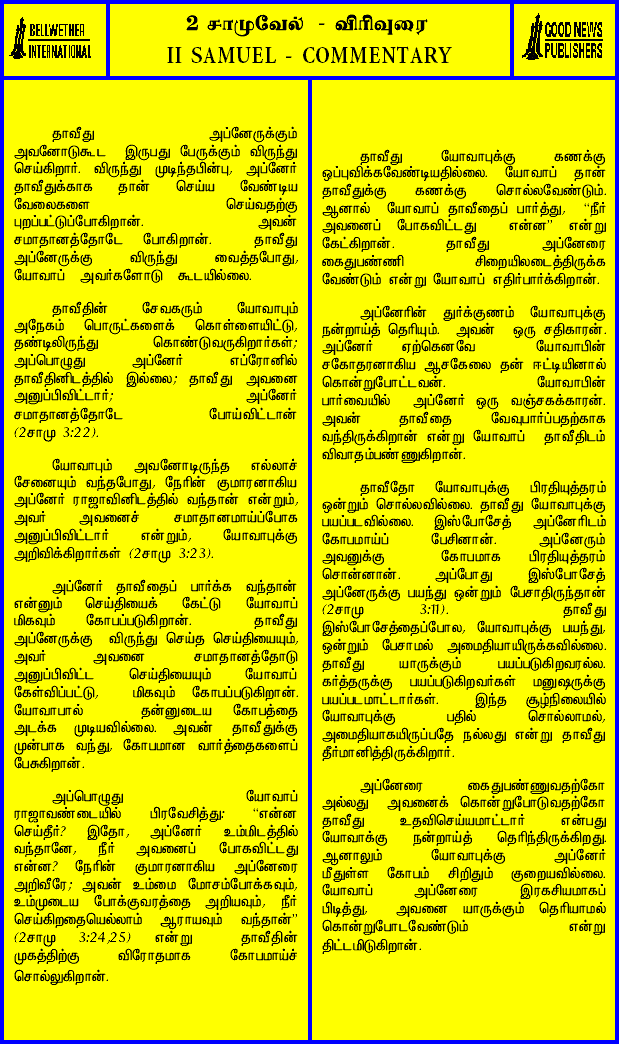 BELLWETHER
INTERNATIONAL
2 சாமுவேல் - விரிவுரை
II SAMUEL - COMMENTARY
GOOD NEWS
PUBLISHERS
தாவீது அப்னேருக்கும்
அவனோடுகூட இருபது பேருக்கும் விருந்து
செய்கிறார். விருந்து முடிந்தபின்பு, அப்னேர்
தாவீதுக்காக தான் செய்ய வேண்டிய
வேலைகளை செய்வதற்கு
புறப்பட்டுப்போகிறான். அவன்
சமாதானத்தோடே போகிறான். தாவீது
அப்னேருக்கு விருந்து வைத்தபோது,
யோவாப் அவர்களோடு கூடயில்லை.
தாவீதின் சேவகரும் யோவாபும்
அநேகம் பொருட்களைக் கொள்ளையிட்டு,
தண்டிலிருந்து கொண்டுவருகிறார்கள்;
அப்பொழுது அப்னேர் எப்ரோனில்
தாவீதினிடத்தில் இல்லை; தாவீது அவனை
அனுப்பிவிட்டார்; அப்னேர்
சமாதானத்தோடே போய்விட்டான்
(2சாமு 3:22).
யோவாபும் அவனோடிருந்த எல்லாச்
சேனையும் வந்தபோது, நேரின் குமாரனாகிய
அப்னேர் ராஜாவினிடத்தில் வந்தான் என்றும்,
அவர் அவனைச் சமாதானமாய்ப்போக
அனுப்பிவிட்டார் என்றும், யோவாபுக்கு
அறிவிக்கிறார்கள் (2சாமு 3:23).
அப்னேர் தாவீதைப் பார்க்க வந்தான்
என்னும் செய்தியைக் கேட்டு யோவாப்
மிகவும் கோபப்படுகிறான். தாவீது
அப்னேருக்கு விருந்து செய்த செய்தியையும்,
அவர் அவனை சமாதானத்தோடு
அனுப்பிவிட்ட செய்தியையும் யோவாப்
கேள்விப்பட்டு, மிகவும் கோபப்படுகிறான்.
யோவாபால் தன்னுடைய கோபத்தை
அடக்க முடியவில்லை. அவன் தாவீதுக்கு
முன்பாக வந்து, கோபமான வார்த்தைகளைப்
பேசுகிறான்.
அப்பொழுது யோவாப்
ராஜாவண்டையில் பிரவேசித்து: “என்ன
செய்தீர்? இதோ, அப்னேர் உம்மிடத்தில்
வந்தானே, நீர் அவனைப் போகவிட்டது
என்ன? நேரின் குமாரனாகிய அப்னேரை
அறிவீரே; அவன் உம்மை மோசம்போக்கவும்,
உம்முடைய போக்குவரத்தை அறியவும், நீர்
செய்கிறதையெல்லாம் ஆராயவும் வந்தான்”
(2சாமு 3:24,25) என்று தாவீதின்
முகத்திற்கு விரோதமாக கோபமாய்ச்
சொல்லுகிறான்.
தாவீது யோவாபுக்கு கணக்கு
ஒப்புவிக்கவேண்டியதில்லை. யோவாப் தான்
தாவீதுக்கு கணக்கு சொல்லவேண்டும்.
ஆனால் யோவாப் தாவீதைப் பார்த்து, “நீர்
அவனைப் போகவிட்டது என்ன” என்று
கேட்கிறான். தாவீது அப்னேரை
கைதுபண்ணி சிறையிலடைத்திருக்க
வேண்டும் என்று யோவாப் எதிர்பார்க்கிறான்.
அப்னேரின் துர்க்குணம் யோவாபுக்கு
நன்றாய்த் தெரியும். அவன் ஒரு சதிகாரன்.
அப்னேர் ஏற்கெனவே யோவாபின்
சகோதரனாகிய ஆசகேலை தன் ஈட்டியினால்
கொன்றுபோட்டவன். யோவாபின்
பார்வையில் அப்னேர் ஒரு வஞ்சகக்காரன்.
அவன் தாவீதை வேவுபார்ப்பதற்காக
வந்திருக்கிறான் என்று யோவாப் தாவீதிடம்
விவாதம்பண்ணுகிறான்.
தாவீதோ யோவாபுக்கு பிரதியுத்தரம்
ஒன்றும் சொல்லவில்லை. தாவீது யோவாபுக்கு
பயப்படவில்லை. இஸ்போசேத் அப்னேரிடம்
கோபமாய்ப் பேசினான். அப்னேரும்
அவனுக்கு கோபமாக பிரதியுத்தரம்
சொன்னான். அப்போது இஸ்போசேத்
அப்னேருக்கு பயந்து ஒன்றும் பேசாதிருந்தான்
(2சாமு 3:11). தாவீது
இஸ்போசேத்தைப்போல, யோவாபுக்கு பயந்து,
ஒன்றும் பேசாமல் அமைதியாயிருக்கவில்லை.
தாவீது யாருக்கும் பயப்படுகிறவரல்ல.
கர்த்தருக்கு பயப்படுகிறவர்கள் மனுஷருக்கு
பயப்படமாட்டார்கள். இந்த சூழ்நிலையில்
யோவாபுக்கு பதில் சொல்லாமல்,
அமைதியாகயிருப்பதே நல்லது என்று தாவீது
தீர்மானித்திருக்கிறார்.
அப்னேரை கைதுபண்ணுவதற்கோ
அல்லது அவனைக் கொன்றுபோடுவதற்கோ
தாவீது உதவிசெய்யமாட்டார் என்பது
யோவாக்கு நன்றாய்த் தெரிந்திருக்கிறது.
ஆனாலும் யோவாபுக்கு அப்னேர்
மீதுள்ள கோபம் சிறிதும் குறையவில்லை.
யோவாப் அப்னேரை இரகசியமாகப்
பிடித்து, அவனை யாருக்கும் தெரியாமல்
கொன்றுபோடவேண்டும் என்று
திட்டமிடுகிறான்.